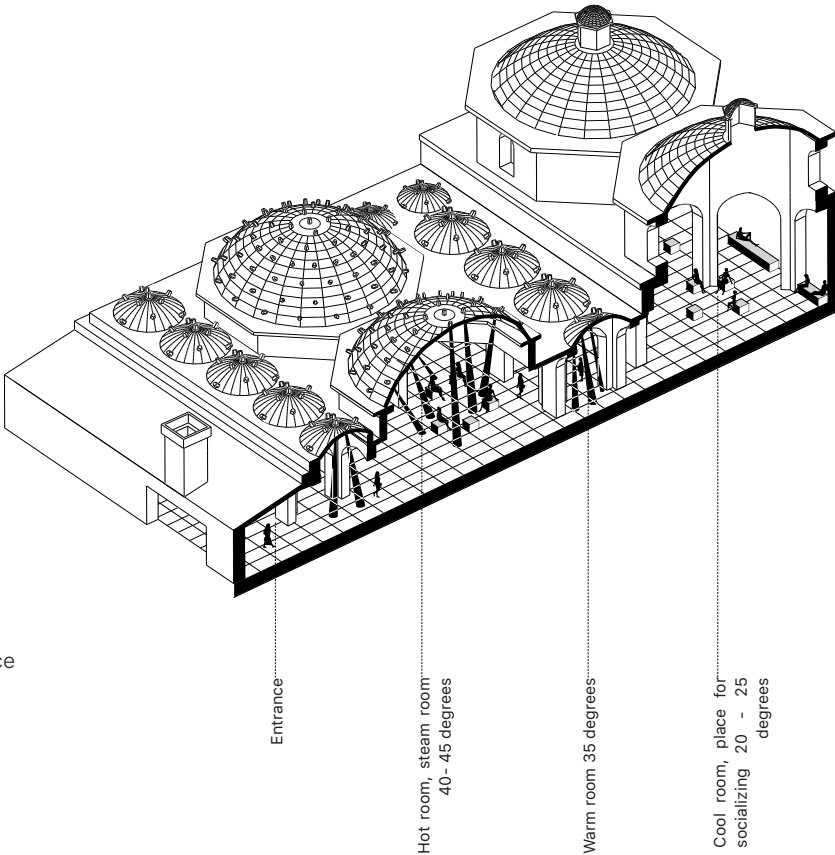 ce
Entrance
Hot room, steam room
40 - 45 degrees
Warm room 35 degrees
Cool room, place for
socializing 20 - 25
degrees